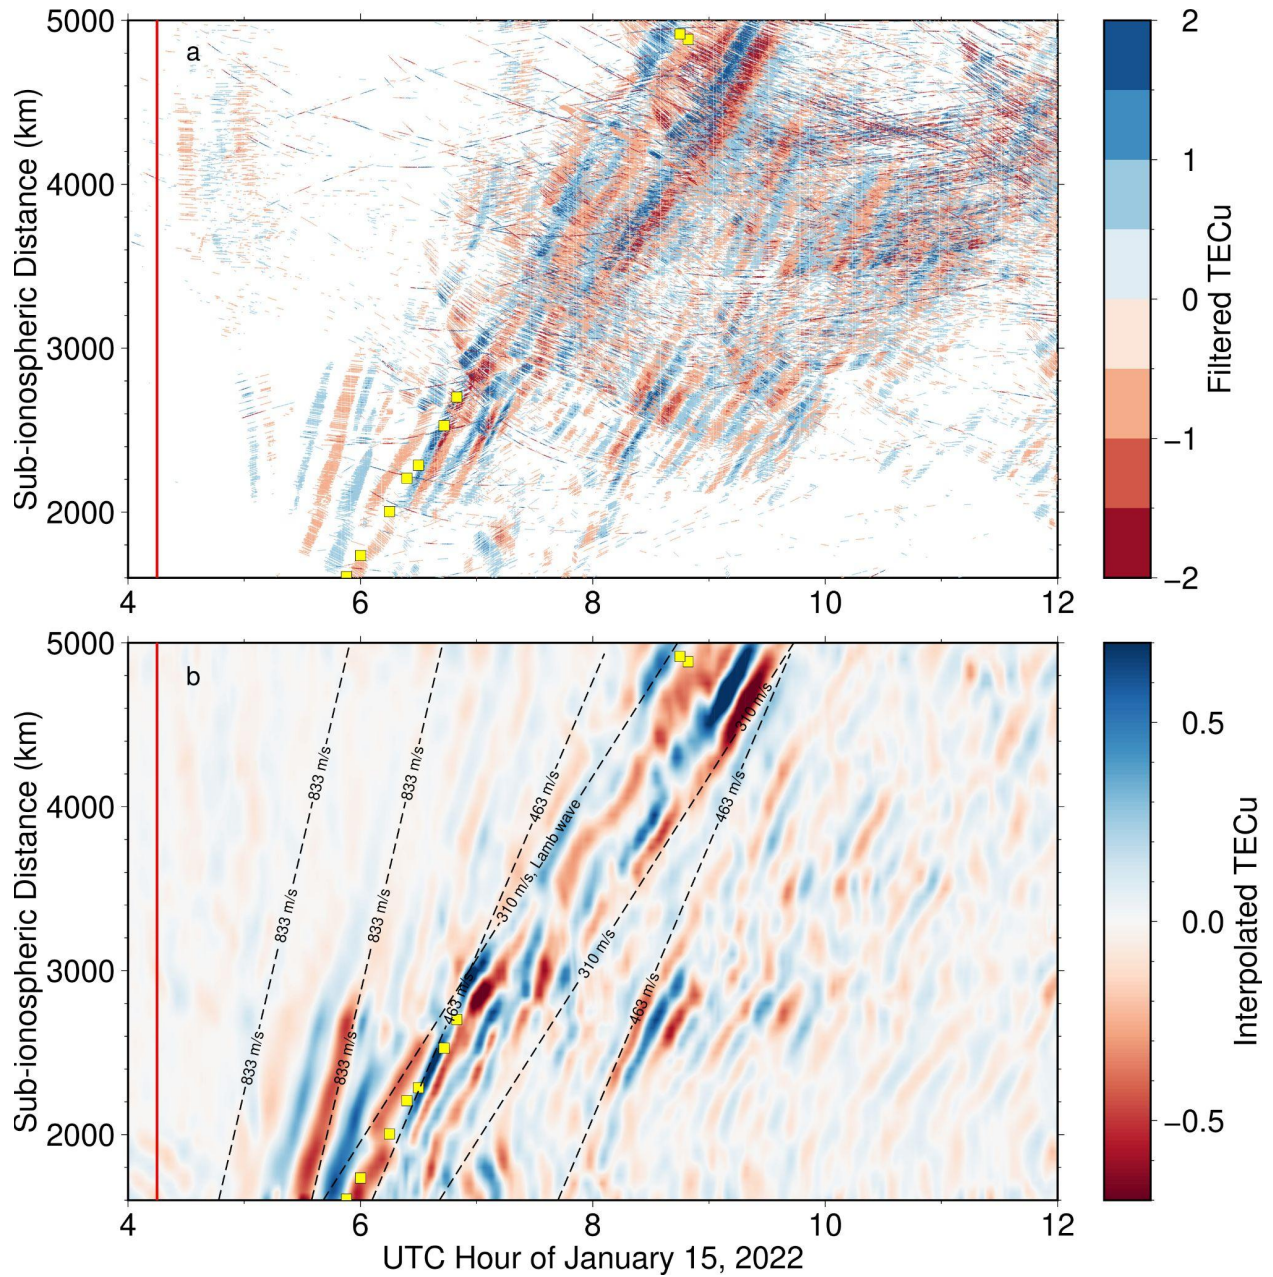 a
5000
4000
3000
2000
Sub-ionospheric Distance (km)
4
6
8
10
12
2
1
0
−1
−2
Filtered TECu
b
5000
4000
3000
2000
Sub-ionospheric Distance (km)
833 m/s
833 m/s
833 m/s
833 m/s
833 m/s
833 m/s
463 m/s
463 m/s
310 m/s, Lamb wave
310 m/s
310 m/s
463 m/s
463 m/s
4
6
8
10
12
UTC Hour of January 15, 2022
0.5
0.0
−0.5
Interpolated TECu